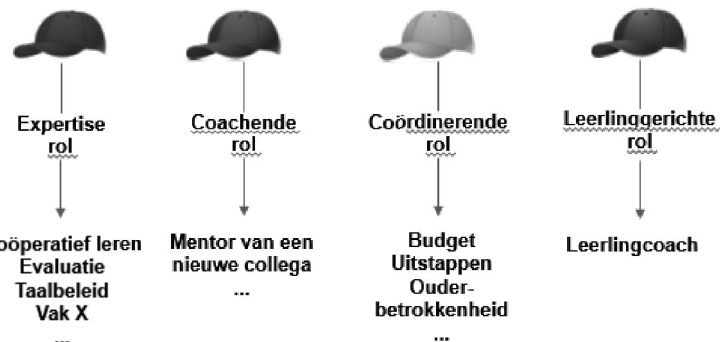 Expertise
rol
Coachende
rol
Coördinerende
rol
Leerlinggerichte
rol
oöperatief leren
Evaluatie
Taalbeleid
Vak X
...
Mentor van een
nieuwe collega
...
Budget
Uitstappen
Ouder-
betrokkenheid
...
Leerlingcoach